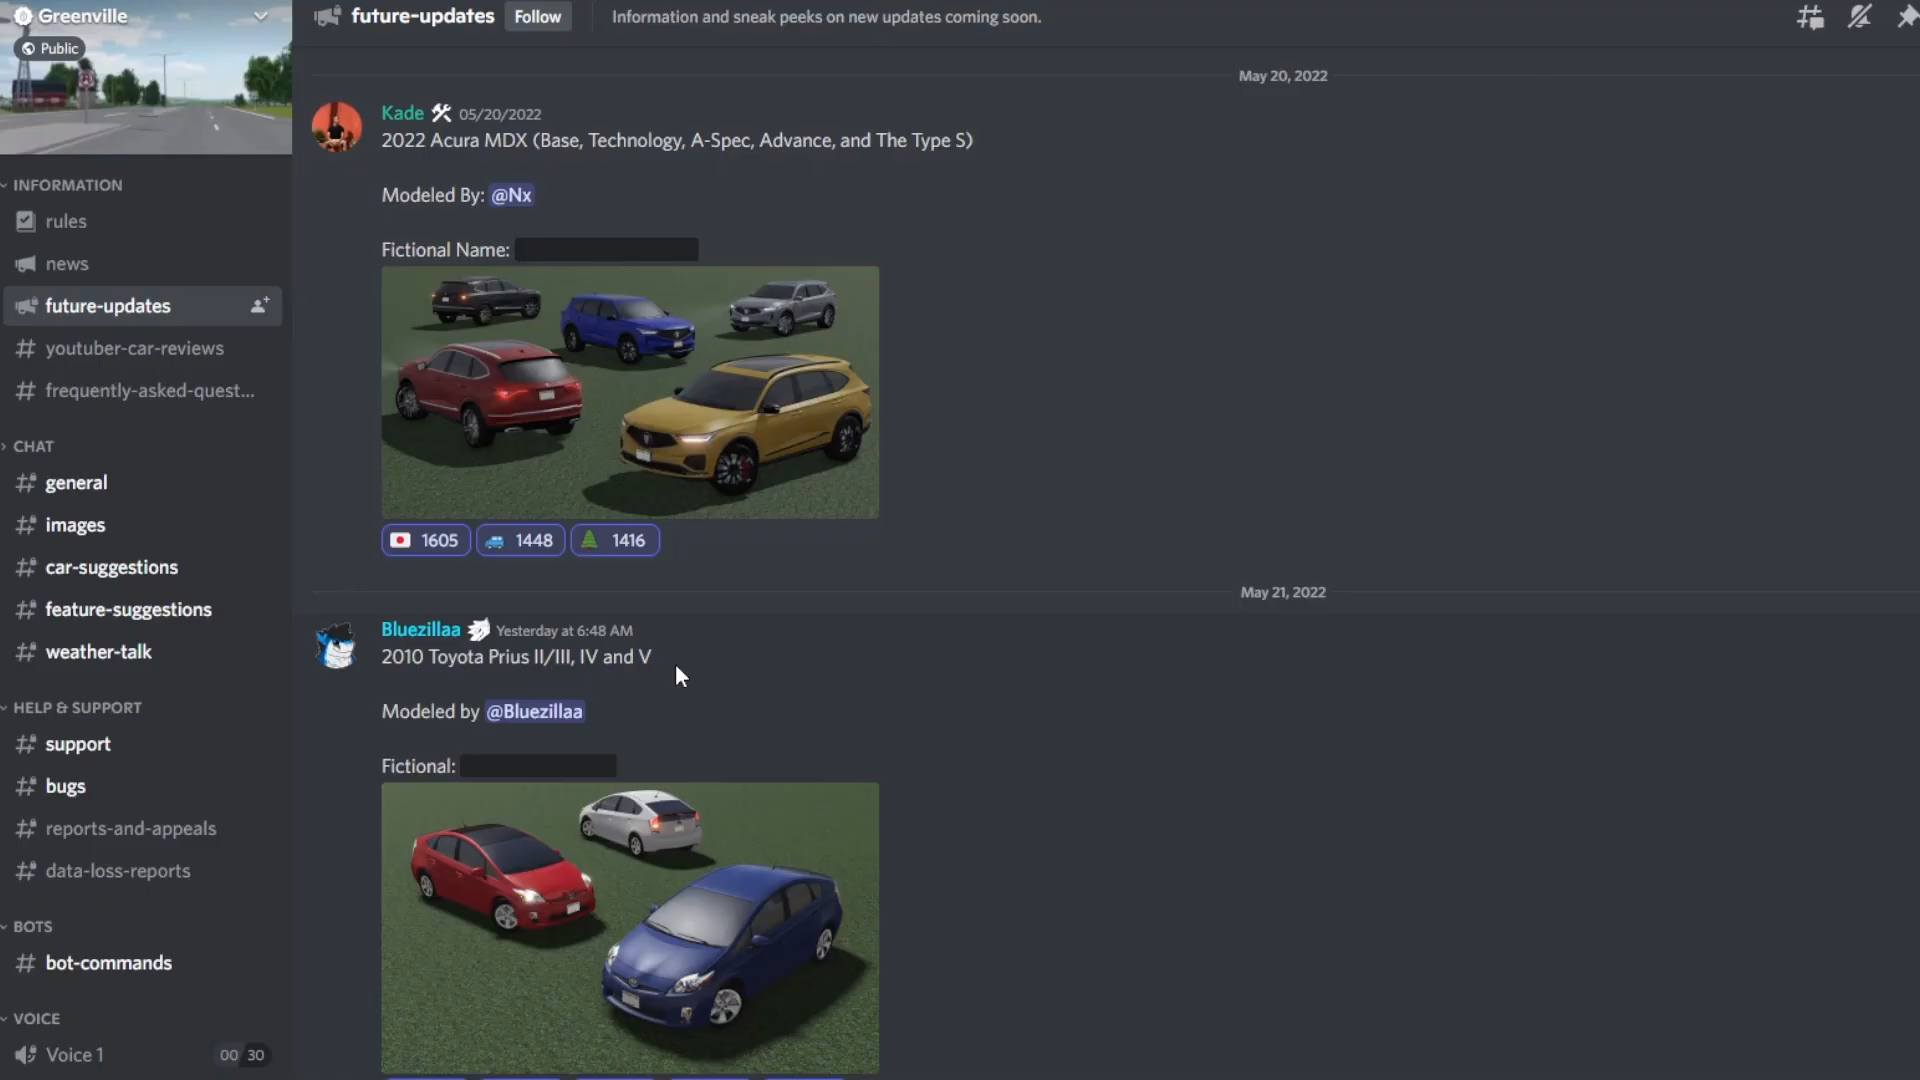 Greenville
Public
future-updates
Follow
Information and sneak peeks on new updates coming soon.
INFORMATION
rules
news
future-updates
youtuber-car-reviews
frequently-asked-quest...
CHAT
general
images
car-suggestions
feature-suggestions
weather-talk
HELP & SUPPORT
support
bugs
reports-and-appeals
data-loss-reports
BOTS
bot-commands
VOICE
Voice 1
00 30
May 20, 2022
Kade 05/20/2022
2022 Acura MDX (Base, Technology, A-Spec, Advance, and The Type S)
Modeled By: @Nx
Fictional Name:
1605 1448 1416
May 21, 2022
Bluezillaa Yesterday at 6:48 AM
2010 Toyota Prius II/III, IV and V
Modeled by @Bluezillaa
Fictional: